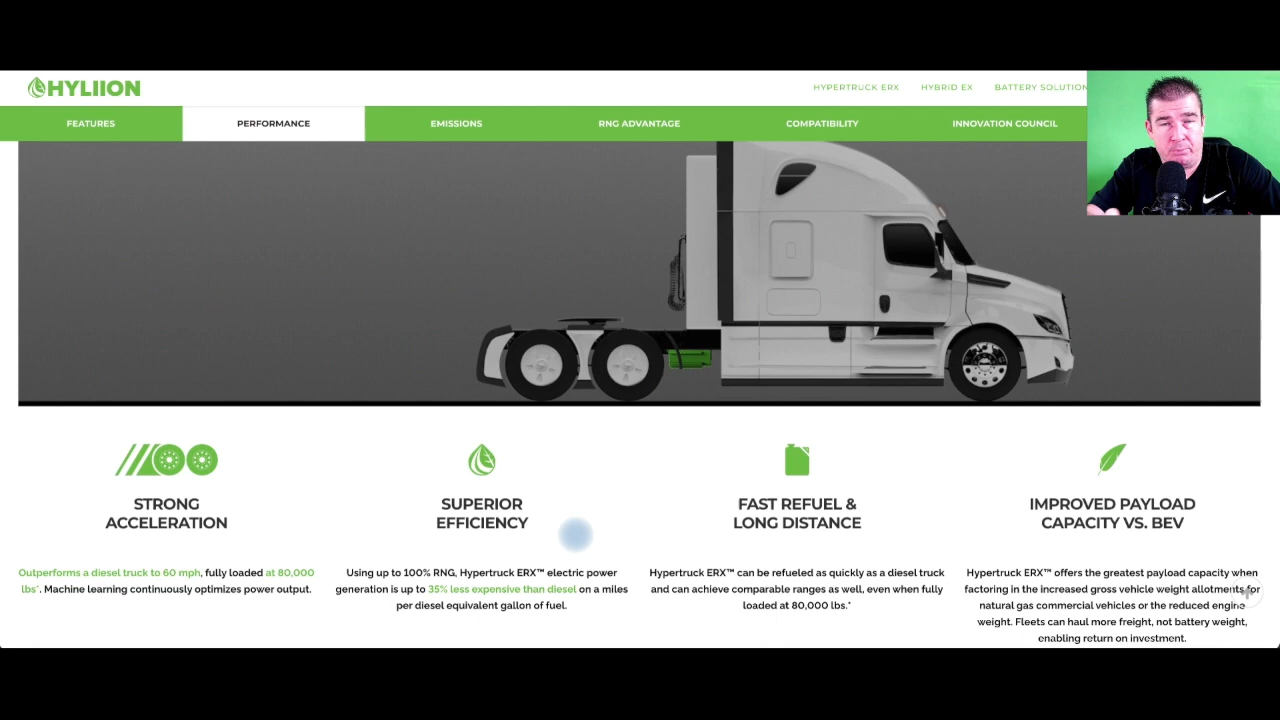 HYLIION
HYPERTRUCK ERX HYBRID EX BATTERY SOLUTION
FEATURES PERFORMANCE EMISSIONS RNG ADVANTAGE COMPATIBILITY INNOVATION COUNCIL
STRONG
ACCELERATION
Outperforms a diesel truck to 60 mph, fully loaded at 80,000
lbs*. Machine learning continuously optimizes power output.
SUPERIOR
EFFICIENCY
Using up to 100% RNG, Hypertruck ERX™ electric power
generation is up to 35% less expensive than diesel on a miles
per diesel equivalent gallon of fuel.
FAST REFUEL &
LONG DISTANCE
Hypertruck ERX™ can be refueled as quickly as a diesel truck
and can achieve comparable ranges as well, even when fully
loaded at 80,000 lbs.*
IMPROVED PAYLOAD
CAPACITY VS. BEV
Hypertruck ERX™ offers the greatest payload capacity when
factoring in the increased gross vehicle weight allotments for
natural gas commercial vehicles or the reduced engine
weight. Fleets can haul more freight, not battery weight,
enabling return on investment.